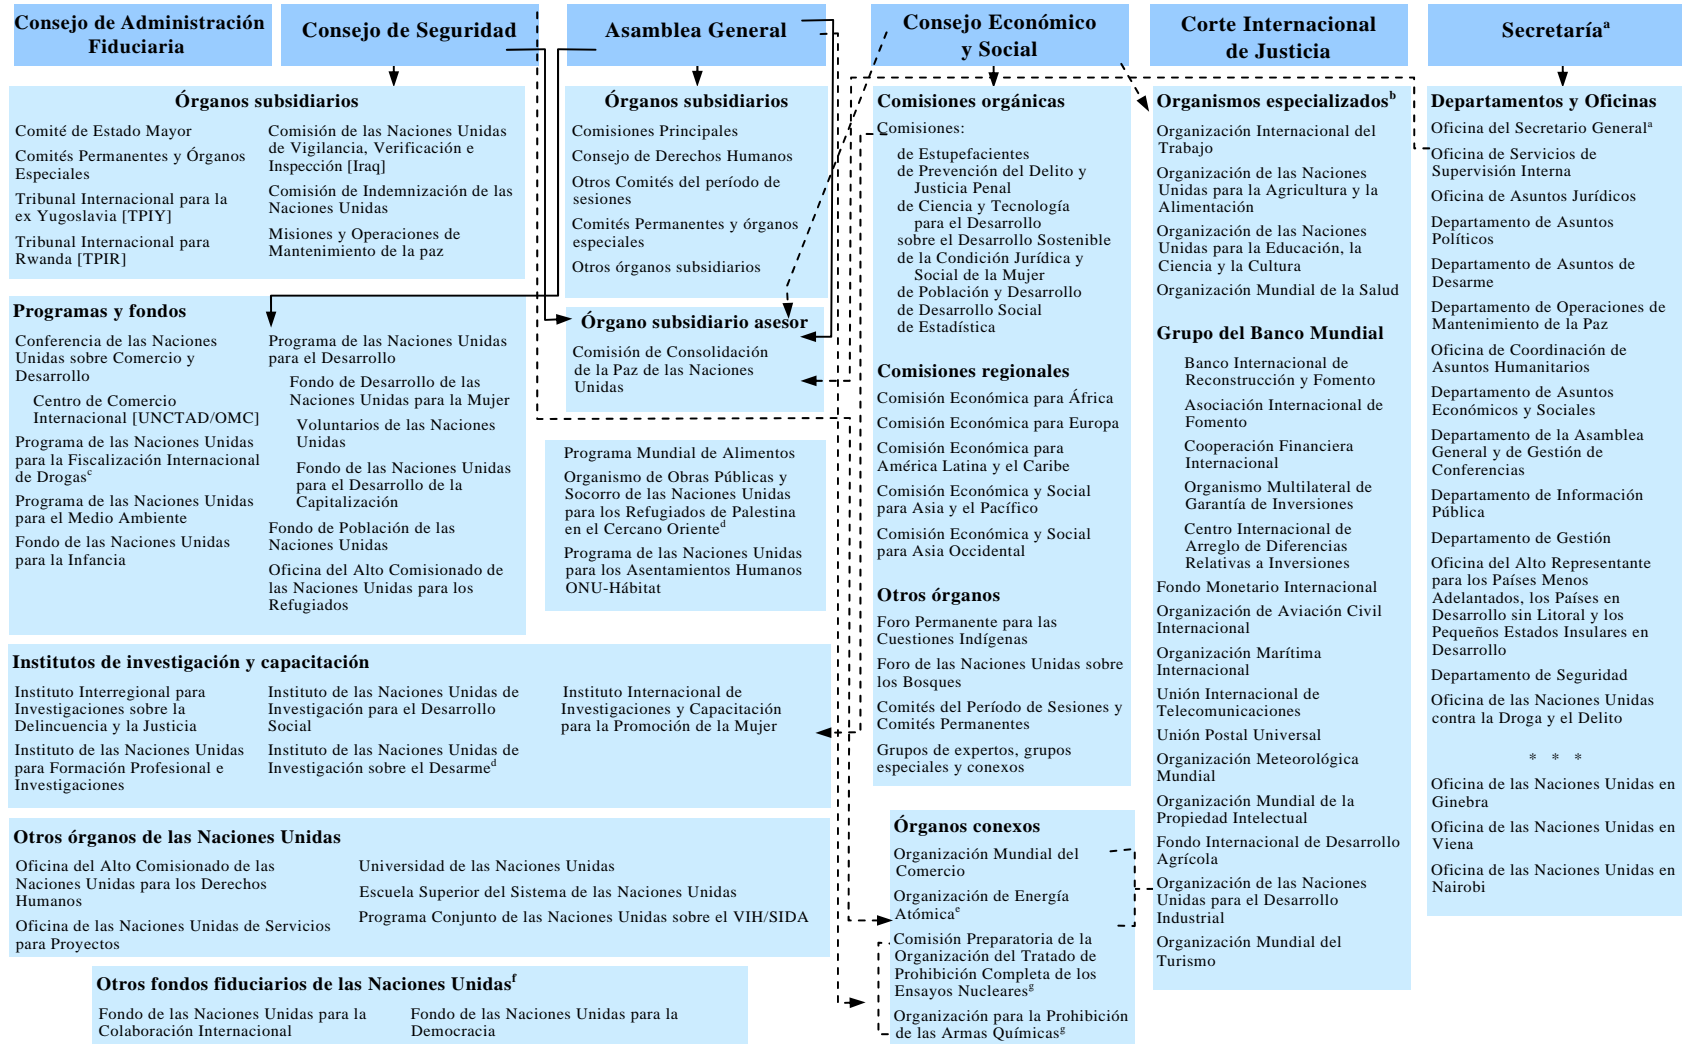 Consejo de Administración
Fiduciaria
Consejo de Seguridad
Asamblea General
Consejo Económico
y Social
Corte Internacional
de Justicia
Secretaríaᵃ
Órganos subsidiarios
Comité de Estado Mayor
Comités Permanentes y Órganos
Especiales
Tribunal Internacional para la
ex Yugoslavia [TPIY]
Tribunal Internacional para
Rwanda [TPIR]
Comisión de las Naciones Unidas
de Vigilancia, Verificación e
Inspección [Iraq]
Comisión de Indemnización de las
Naciones Unidas
Misiones y Operaciones de
Mantenimiento de la paz
Órganos subsidiarios
Comisiones Principales
Consejo de Derechos Humanos
Otros Comités del período de
sesiones
Comités Permanentes y órganos
especiales
Otros órganos subsidiarios
Órgano subsidiario asesor
Comisión de Consolidación
de la Paz de las Naciones
Unidas
Programas y fondos
Conferencia de las Naciones
Unidas sobre Comercio y
Desarrollo
Centro de Comercio
Internacional [UNCTAD/OMC]
Programa de las Naciones Unidas
para la Fiscalización Internacional
de Drogasᶜ
Programa de las Naciones Unidas
para el Medio Ambiente
Fondo de las Naciones Unidas
para la Infancia
Programa de las Naciones Unidas
para el Desarrollo
Fondo de Desarrollo de las
Naciones Unidas para la Mujer
Voluntarios de las Naciones
Unidas
Fondo de las Naciones Unidas
para el Desarrollo de la
Capitalización
Fondo de Población de las
Naciones Unidas
Oficina del Alto Comisionado de
las Naciones Unidas para los
Refugiados
Programa Mundial de Alimentos
Organismo de Obras Públicas y
Socorro de las Naciones Unidas
para los Refugiados de Palestina
en el Cercano Orienteᵈ
Programa de las Naciones Unidas
para los Asentamientos Humanos
ONU-Hábitat
Institutos de investigación y capacitación
Instituto Interregional para
Investigaciones sobre la
Delincuencia y la Justicia
Instituto de las Naciones Unidas
para Formación Profesional e
Investigaciones
Instituto de las Naciones Unidas de
Investigación para el Desarrollo
Social
Instituto de las Naciones Unidas de
Investigación sobre el Desarmeᵈ
Instituto Internacional de
Investigaciones y Capacitación
para la Promoción de la Mujer
Otros órganos de las Naciones Unidas
Oficina del Alto Comisionado de las
Naciones Unidas para los Derechos
Humanos
Oficina de las Naciones Unidas de Servicios
para Proyectos
Universidad de las Naciones Unidas
Escuela Superior del Sistema de las Naciones Unidas
Programa Conjunto de las Naciones Unidas sobre el VIH/SIDA
Otros fondos fiduciarios de las Naciones Unidasᶠ
Fondo de las Naciones Unidas para la
Colaboración Internacional
Fondo de las Naciones Unidas para la
Democracia
Comisiones orgánicas
Comisiones:
de Estupefacientes
de Prevención del Delito y
Justicia Penal
de Ciencia y Tecnología
para el Desarrollo
sobre el Desarrollo Sostenible
de la Condición Jurídica y
Social de la Mujer
de Población y Desarrollo
de Desarrollo Social
de Estadística
Comisiones regionales
Comisión Económica para África
Comisión Económica para Europa
Comisión Económica para
América Latina y el Caribe
Comisión Económica y Social
para Asia y el Pacífico
Comisión Económica y Social
para Asia Occidental
Otros órganos
Foro Permanente para las
Cuestiones Indígenas
Foro de las Naciones Unidas sobre
los Bosques
Comités del Período de Sesiones y
Comités Permanentes
Grupos de expertos, grupos
especiales y conexos
Órganos conexos
Organización Mundial del
Comercio
Organización de Energía
Atómicaᵉ
Comisión Preparatoria de la
Organización del Tratado de
Prohibición Completa de los
Ensayos Nuclearesᵍ
Organización para la Prohibición
de las Armas Químicasᵍ
Organismos especializadosᵇ
Organización Internacional del
Trabajo
Organización de las Naciones
Unidas para la Agricultura y la
Alimentación
Organización de las Naciones
Unidas para la Educación, la
Ciencia y la Cultura
Organización Mundial de la Salud
Grupo del Banco Mundial
Banco Internacional de
Reconstrucción y Fomento
Asociación Internacional de
Fomento
Cooperación Financiera
Internacional
Organismo Multilateral de
Garantía de Inversiones
Centro Internacional de
Arreglo de Diferencias
Relativas a Inversiones
Fondo Monetario Internacional
Organización de Aviación Civil
Internacional
Organización Marítima
Internacional
Unión Internacional de
Telecomunicaciones
Unión Postal Universal
Organización Meteorológica
Mundial
Organización Mundial de la
Propiedad Intelectual
Fondo Internacional de Desarrollo
Agrícola
Organización de las Naciones
Unidas para el Desarrollo
Industrial
Organización Mundial del
Turismo
Departamentos y Oficinas
Oficina del Secretario Generalᵃ
Oficina de Servicios de
Supervisión Interna
Oficina de Asuntos Jurídicos
Departamento de Asuntos
Políticos
Departamento de Asuntos de
Desarme
Departamento de Operaciones de
Mantenimiento de la Paz
Oficina de Coordinación de
Asuntos Humanitarios
Departamento de Asuntos
Económicos y Sociales
Departamento de la Asamblea
General y de Gestión de
Conferencias
Departamento de Información
Pública
Departamento de Gestión
Oficina del Alto Representante
para los Países Menos
Adelantados, los Países en
Desarrollo sin Litoral y los
Pequeños Estados Insulares en
Desarrollo
Departamento de Seguridad
Oficina de las Naciones Unidas
contra la Droga y el Delito
* * *
Oficina de las Naciones Unidas en
Ginebra
Oficina de las Naciones Unidas en
Viena
Oficina de las Naciones Unidas en
Nairobi